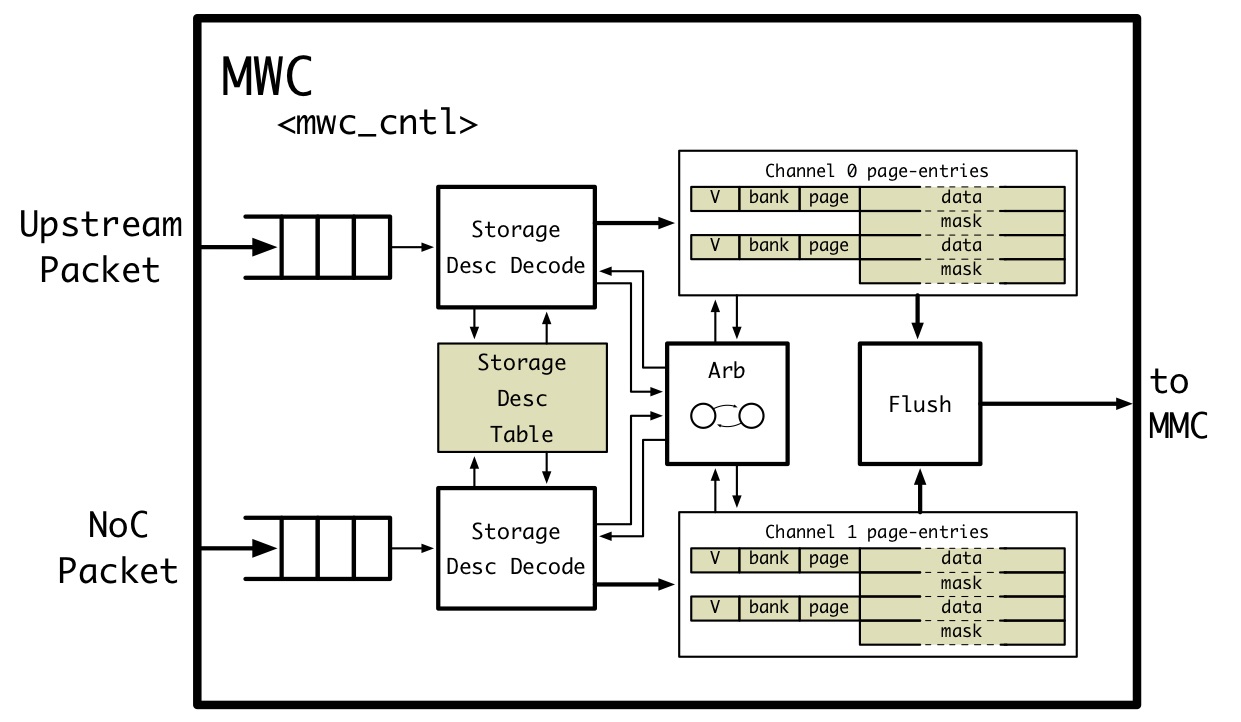 MWC
<mwc_cntl>
Upstream
Packet
Storage
Desc Decode
Channel 0 page-entries
V bank page data
mask
V bank page data
mask
Storage
Desc
Table
Arb
Flush
to
MMC
NoC
Packet
Storage
Desc Decode
Channel 1 page-entries
V bank page data
mask
V bank page data
mask